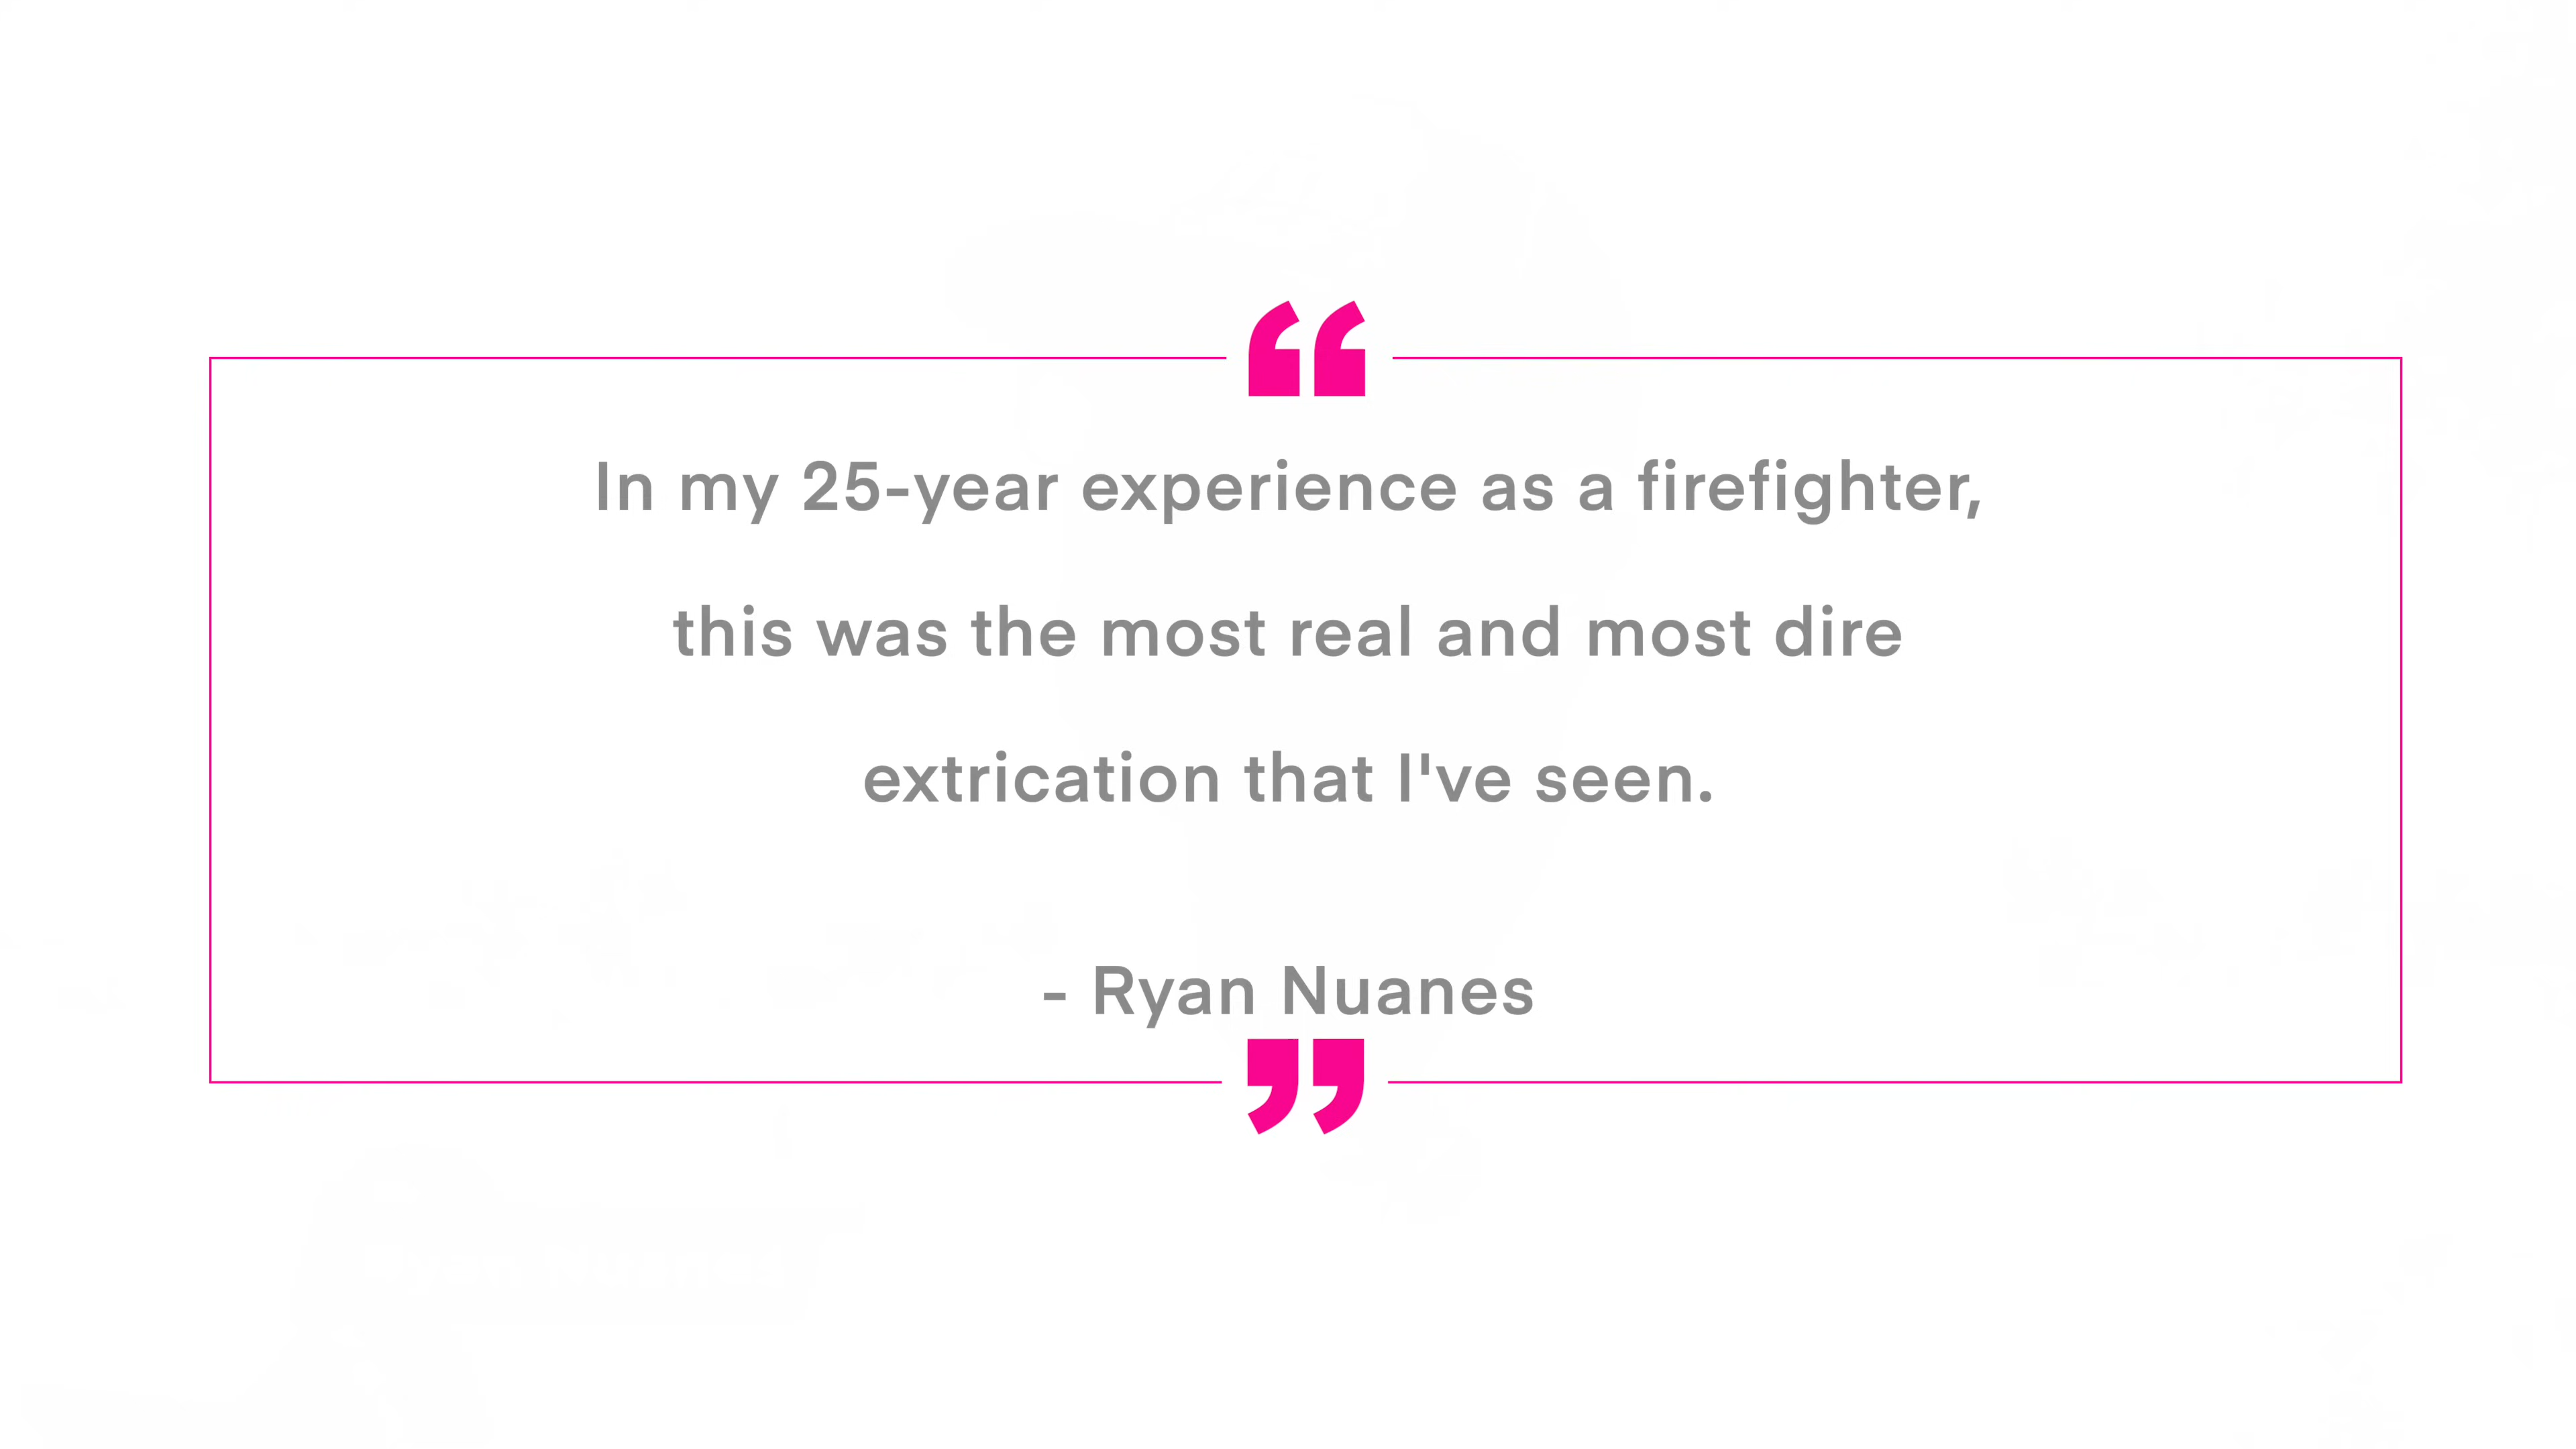 “
In my 25-year experience as a firefighter,
this was the most real and most dire
extrication that I've seen.
- Ryan Nuanes
”